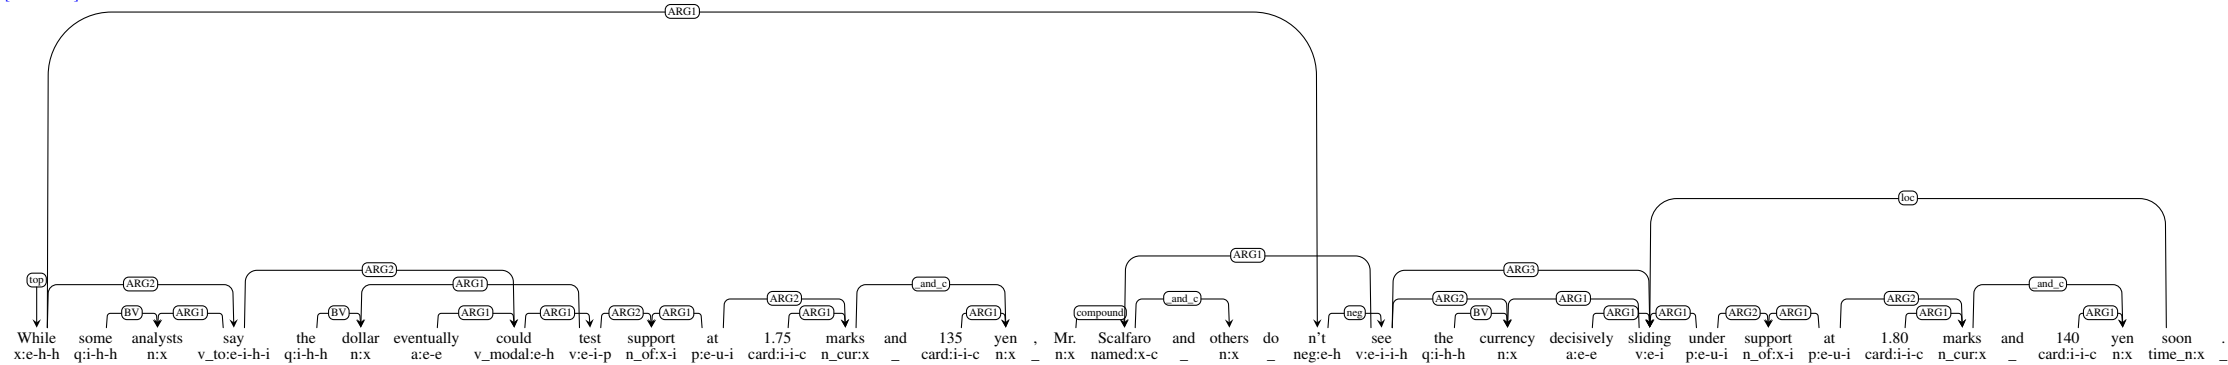 ARG1
loc
ARG1
top ARG2 ARG2 ARG1 _and_c _and_c ARG3 _and_c
BV ARG1 BV ARG1 ARG1 ARG2 ARG1 ARG2 ARG1 ARG1 compound neg ARG2 BV ARG1 ARG1 ARG1 ARG2 ARG1 ARG2 ARG1 ARG1
While some analysts say the dollar eventually could test support at 1.75 marks and 135 yen , Mr. Scalfaro and others do n't see the currency decisively sliding under support at 1.80 marks and 140 yen soon .
x:e-h-h q:i-h-h n:x v_to:e-i-h-i q:i-h-h n:x a:e-e v_modal:e-h v:e-i-p n_of:x-i p:e-u-i card:i-i-c n_cur:x _ card:i-i-c n:x _ n:x named:x-c _ n:x _ neg:e-h v:e-i-i-h q:i-h-h n:x a:e-e v:e-i p:e-u-i n_of:x-i p:e-u-i card:i-i-c n_cur:x _ card:i-i-c n:x time_n:x _